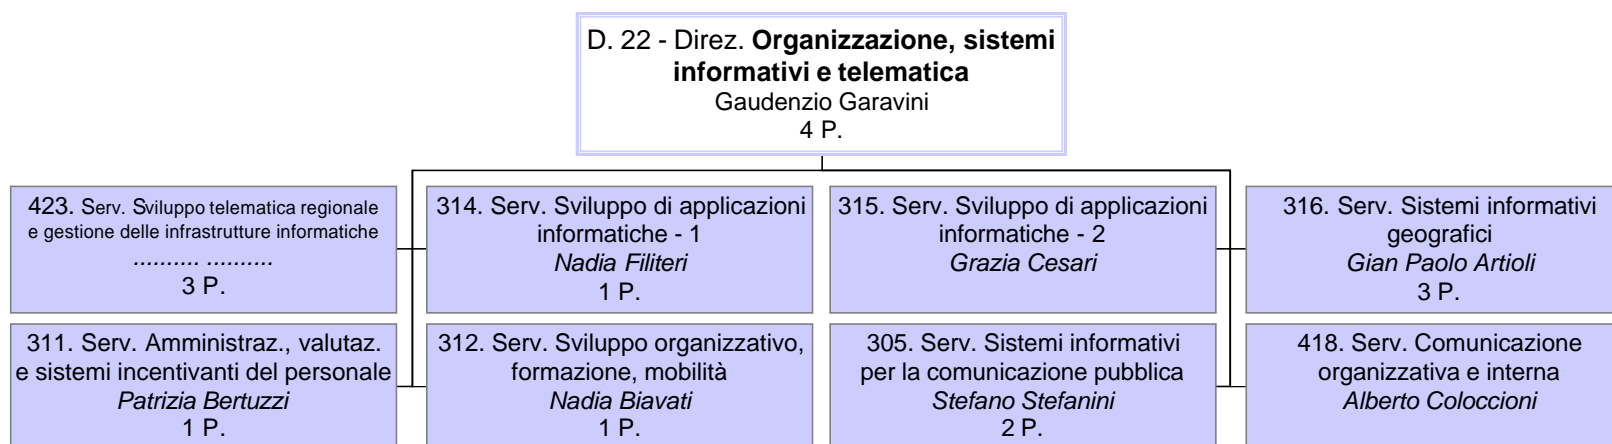 D. 22 - Direz. Organizzazione, sistemi
informativi e telematica
Gaudenzio Garavini
4 P.
423. Serv. Sviluppo telematica regionale
e gestione delle infrastrutture informatiche
.......... ..........
3 P.
314. Serv. Sviluppo di applicazioni
informatiche - 1
Nadia Filiteri
1 P.
315. Serv. Sviluppo di applicazioni
informatiche - 2
Grazia Cesari
316. Serv. Sistemi informativi
geografici
Gian Paolo Artioli
3 P.
311. Serv. Amministraz., valutaz.
e sistemi incentivanti del personale
Patrizia Bertuzzi
1 P.
312. Serv. Sviluppo organizzativo,
formazione, mobilità
Nadia Biavati
1 P.
305. Serv. Sistemi informativi
per la comunicazione pubblica
Stefano Stefanini
2 P.
418. Serv. Comunicazione
organizzativa e interna
Alberto Coloccioni